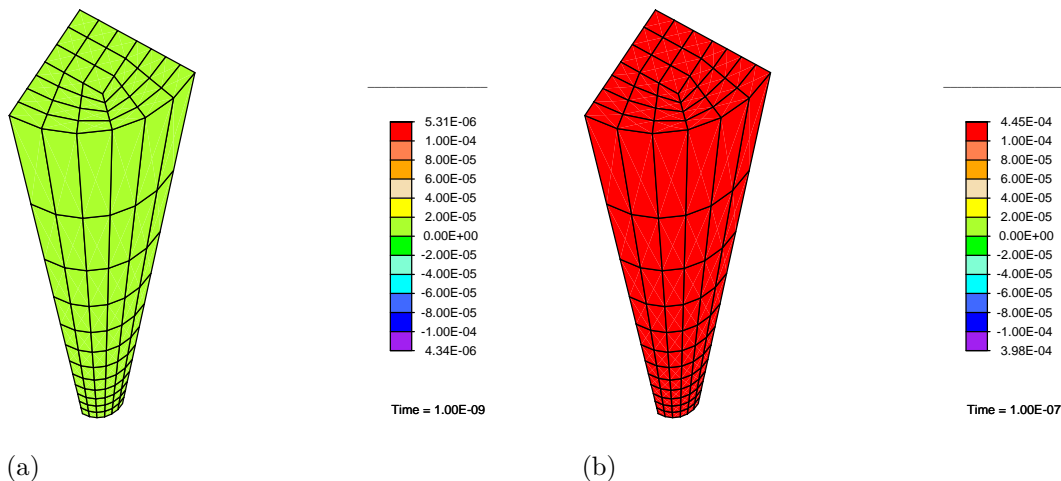 5.31E-06
1.00E-04
8.00E-05
6.00E-05
4.00E-05
2.00E-05
0.00E+00
-2.00E-05
-4.00E-05
-6.00E-05
-8.00E-05
-1.00E-04
4.34E-06
Time = 1.00E-09
(a)
4.45E-04
1.00E-04
8.00E-05
6.00E-05
4.00E-05
2.00E-05
0.00E+00
-2.00E-05
-4.00E-05
-6.00E-05
-8.00E-05
-1.00E-04
3.98E-04
Time = 1.00E-07
(b)